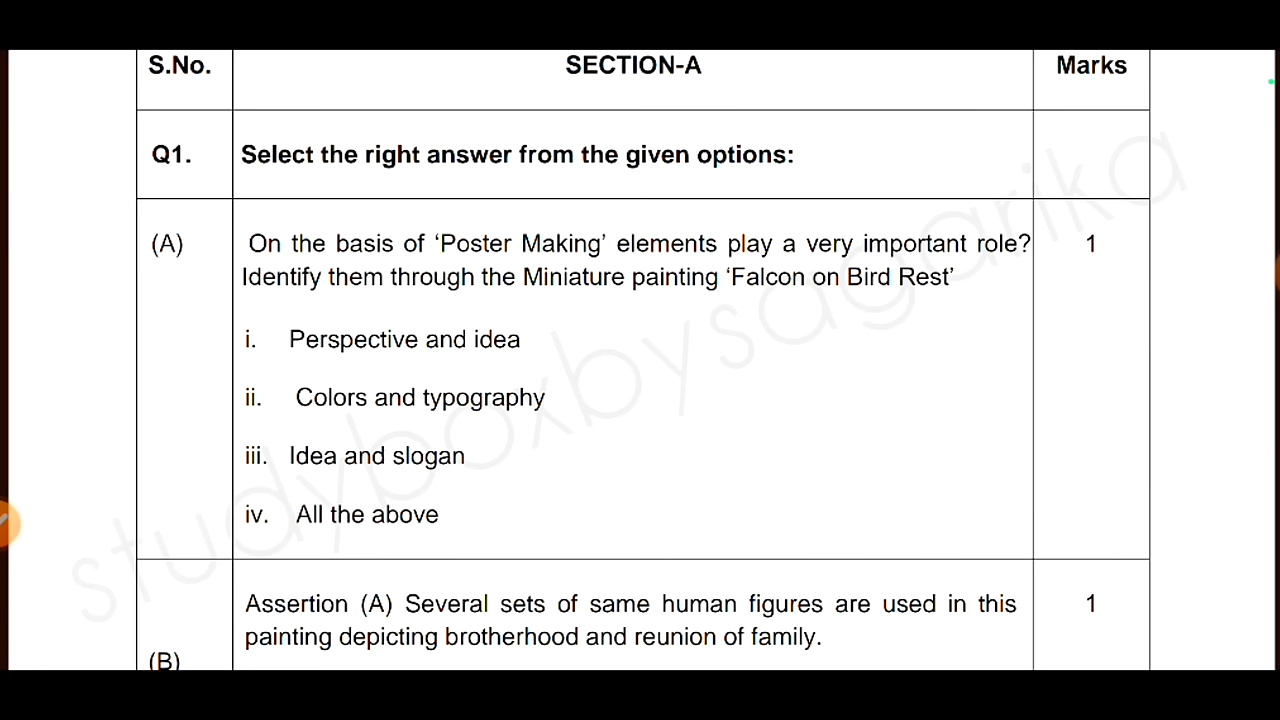 S.No. SECTION-A Marks
Q1. Select the right answer from the given options:
(A) On the basis of ‘Poster Making’ elements play a very important role? 1
Identify them through the Miniature painting ‘Falcon on Bird Rest’
i. Perspective and idea
ii. Colors and typography
iii. Idea and slogan
iv. All the above
Assertion (A) Several sets of same human figures are used in this 1
painting depicting brotherhood and reunion of family.
(B)
studyboxbysagarika